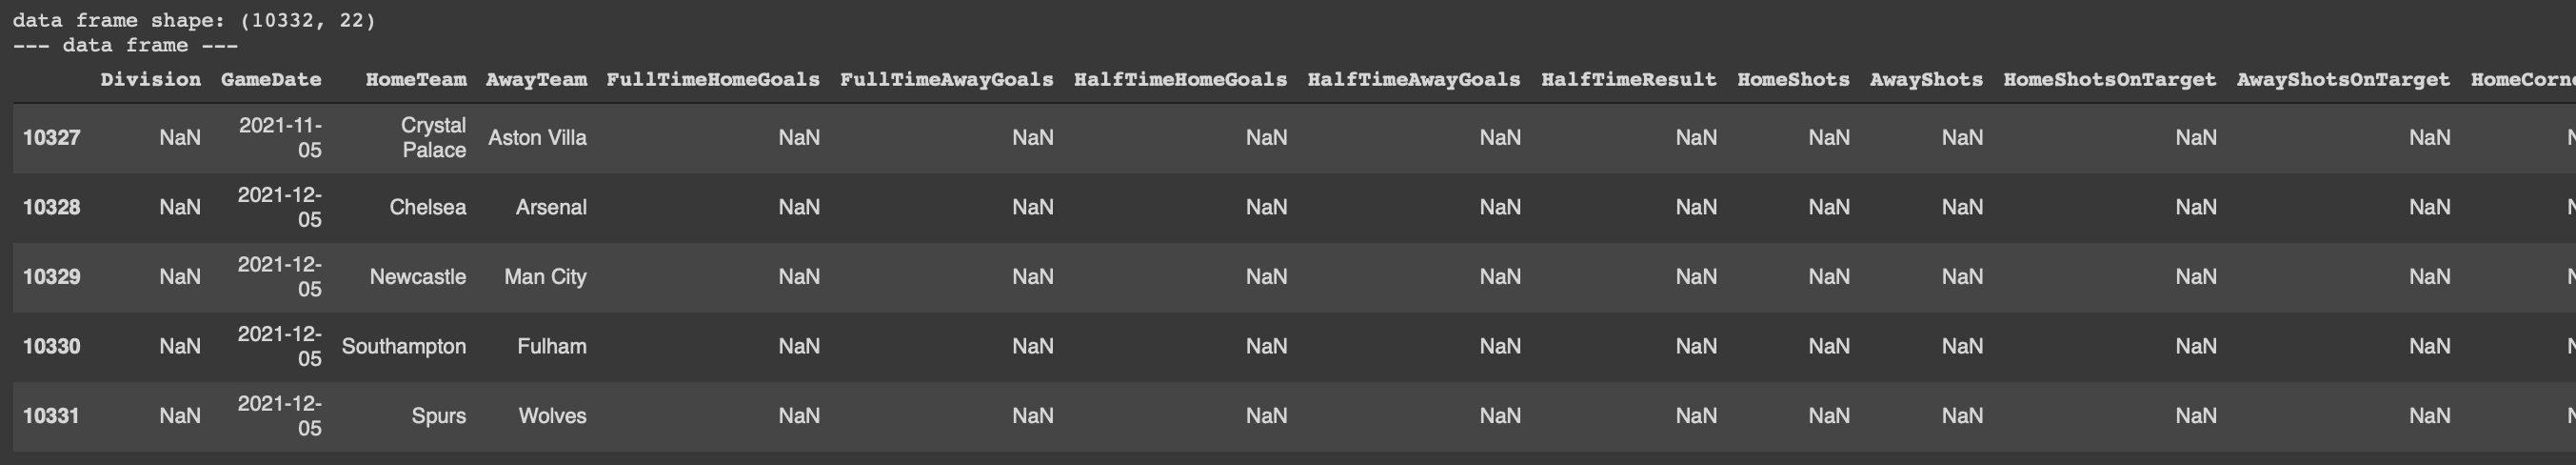 data frame shape: (10332, 22)
--- data frame ---
Division GameDate HomeTeam AwayTeam FullTimeHomeGoals FullTimeAwayGoals HalfTimeHomeGoals HalfTimeAwayGoals HalfTimeResult HomeShots AwayShots HomeShotsOnTarget AwayShotsOnTarget HomeCorn
10327 NaN 2021-11-05 Crystal Palace Aston Villa NaN NaN NaN NaN NaN NaN NaN NaN NaN
10328 NaN 2021-12-05 Chelsea Arsenal NaN NaN NaN NaN NaN NaN NaN NaN NaN
10329 NaN 2021-12-05 Newcastle Man City NaN NaN NaN NaN NaN NaN NaN NaN NaN
10330 NaN 2021-12-05 Southampton Fulham NaN NaN NaN NaN NaN NaN NaN NaN NaN
10331 NaN 2021-12-05 Spurs Wolves NaN NaN NaN NaN NaN NaN NaN NaN NaN